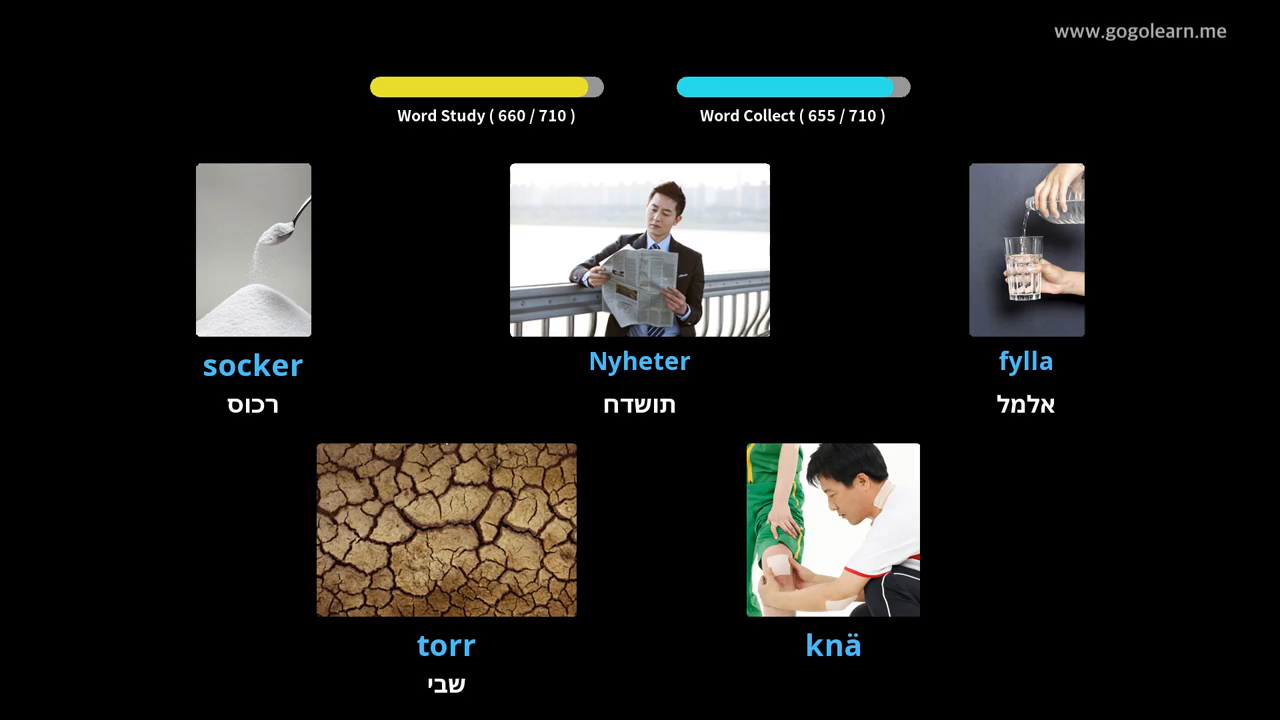 www.gogolearn.me
Word Study ( 660 / 710 )
Word Collect ( 655 / 710 )
socker
רכוס
Nyheter
תושדח
fylla
אלמל
torr
שבי
knä